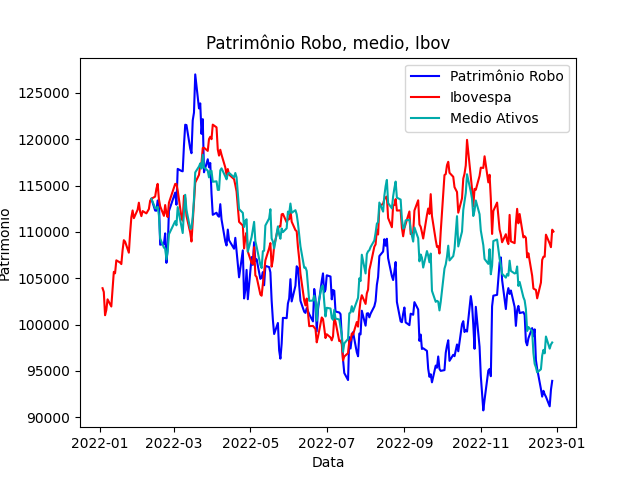 Patrimônio Robo, medio, Ibov
Patrimônio Robo
Ibovespa
Medio Ativos
Patrimonio
125000
120000
115000
110000
105000
100000
95000
90000
2022-01
2022-03
2022-05
2022-07
2022-09
2022-11
2023-01
Data